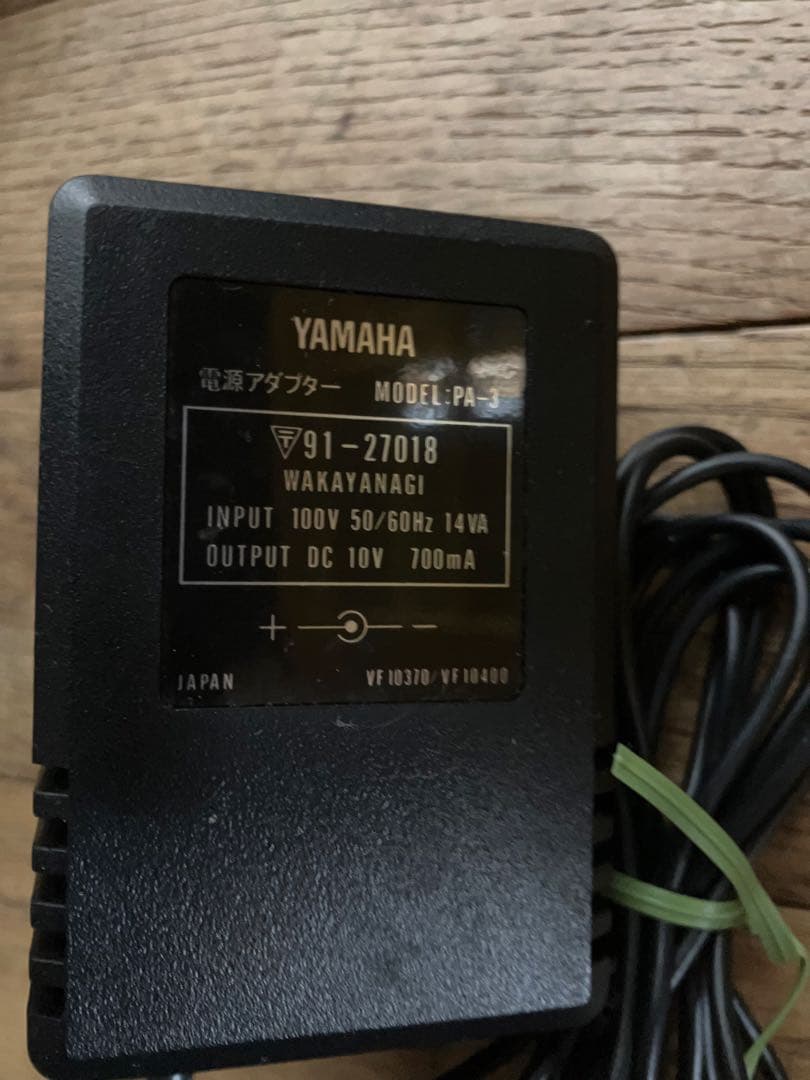 YAMAHA
電源アダプター MODEL:PA-3
〒91-27018
WAKAYANAGI
INPUT 100V 50/60Hz 14VA
OUTPUT DC 10V 700mA
+ −
JAPAN VF10370/VF10400